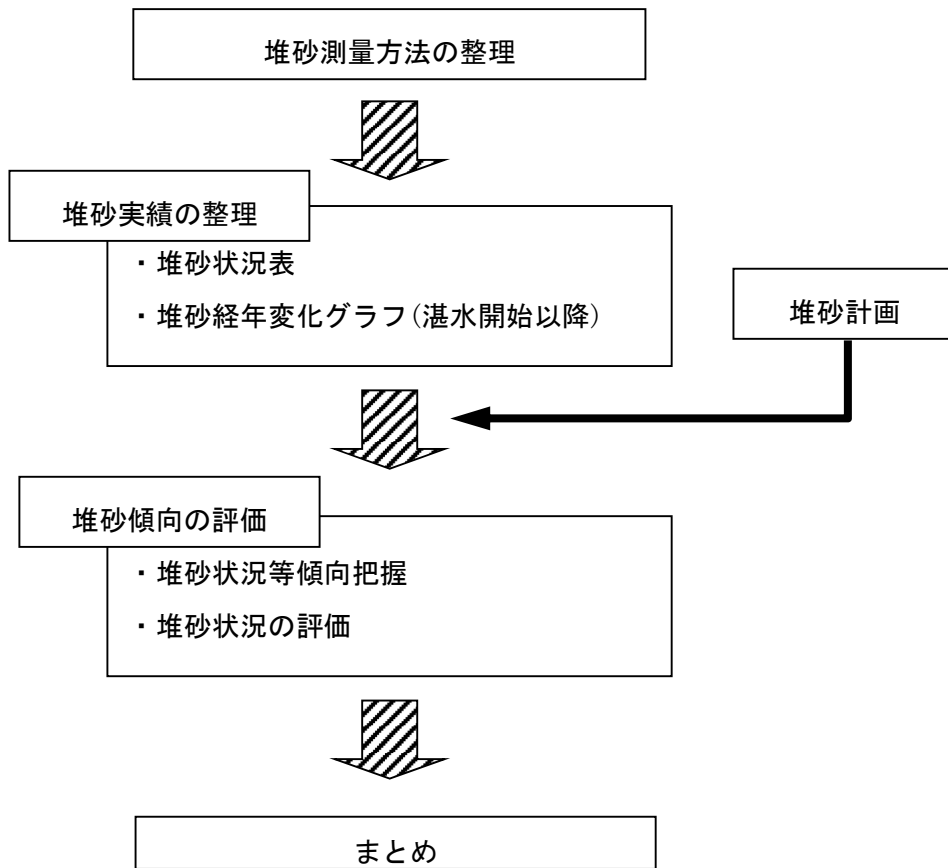 堆砂測量方法の整理
堆砂実績の整理
・堆砂状況表
・堆砂経年変化グラフ(湛水開始以降)
堆砂計画
堆砂傾向の評価
・堆砂状況等傾向把握
・堆砂状況の評価
まとめ